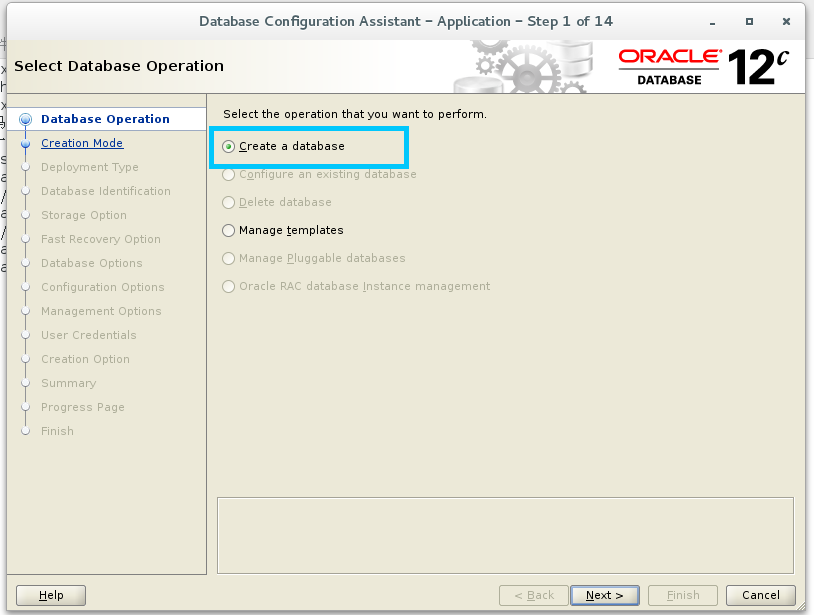 Database Configuration Assistant – Application – Step 1 of 14
Select Database Operation
ORACLE
DATABASE
12c
Database Operation
Creation Mode
Deployment Type
Database Identification
Storage Option
Fast Recovery Option
Database Options
Configuration Options
Management Options
User Credentials
Creation Option
Summary
Progress Page
Finish
Select the operation that you want to perform.
Create a database
Configure an existing database
Delete database
Manage templates
Manage Pluggable databases
Oracle RAC database Instance management
Help
< Back
Next >
Finish
Cancel